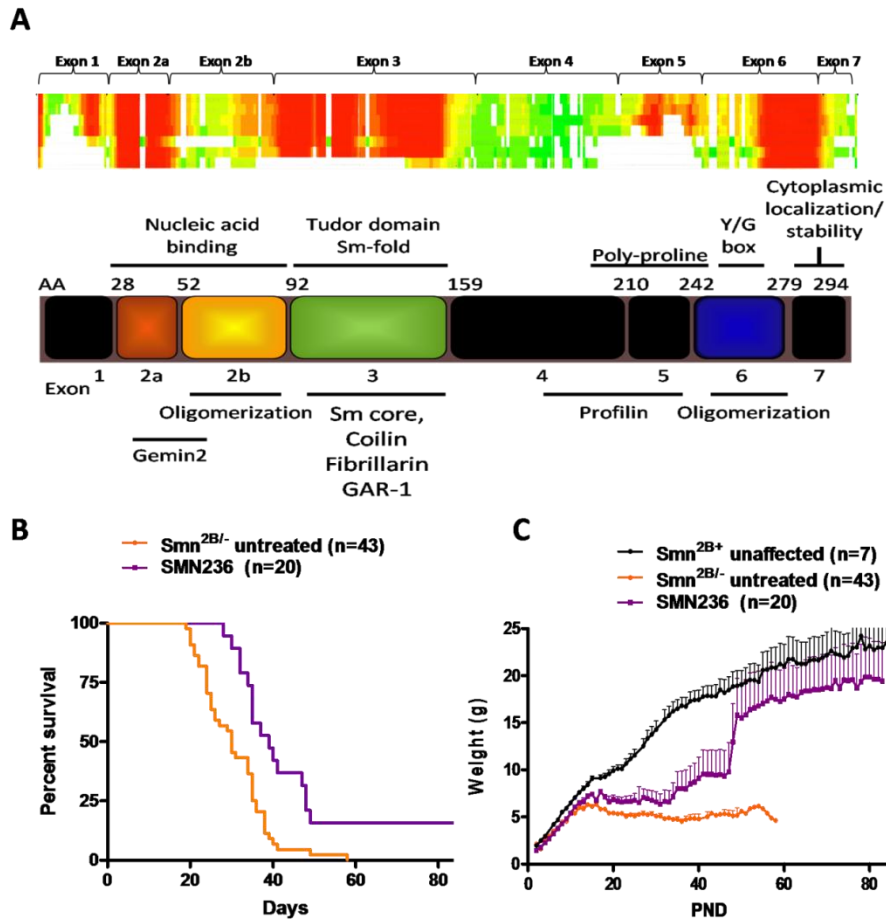 A
Exon 1 Exon 2a Exon 2b Exon 3 Exon 4 Exon 5 Exon 6 Exon 7
Nucleic acid
binding
Tudor domain
Sm-fold
Poly-proline
Y/G
box
Cytoplasmic
localization/
stability
AA 28 52 92 159 210 242 279 294
Exon 1 2a 2b 3 4 5 6 7
Oligomerization
Gemin2
Sm core,
Coilin
Fibrillarin
GAR-1
Profilin
Oligomerization
B
Smn2B/- untreated (n=43)
SMN236 (n=20)
Percent survival
100
75
50
25
0
0 20 40 60 80
Days
C
Smn2B+ unaffected (n=7)
Smn2B/- untreated (n=43)
SMN236 (n=20)
Weight (g)
25
20
15
10
5
0
0 20 40 60 80
PND